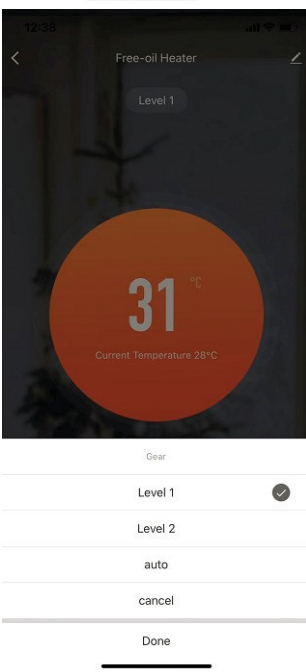 12:38
Free-oil Heater
Level 1
31 °C
Current Temperature 28°C
Gear
Level 1
Level 2
auto
cancel
Done